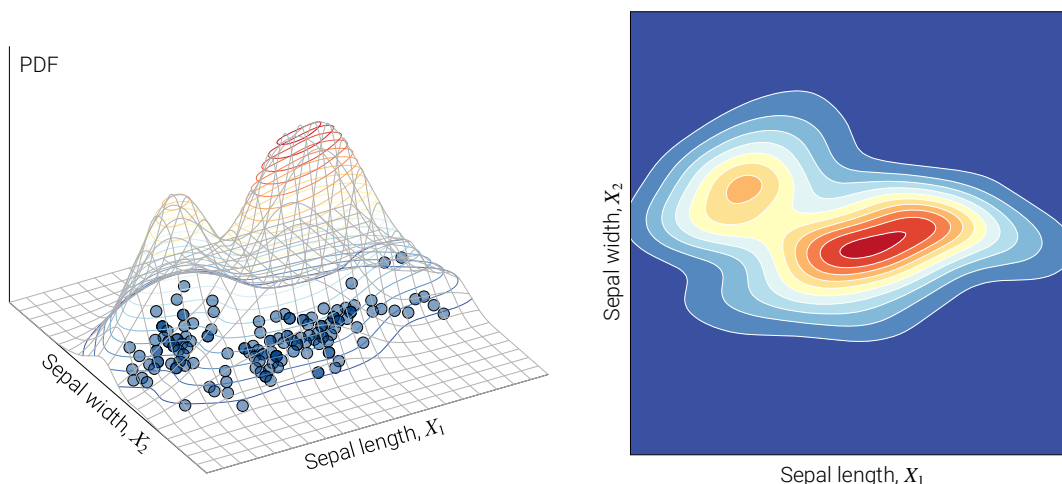 PDF
Sepal width, X₂
Sepal length, X₁
Sepal width, X₂
Sepal length, X₁